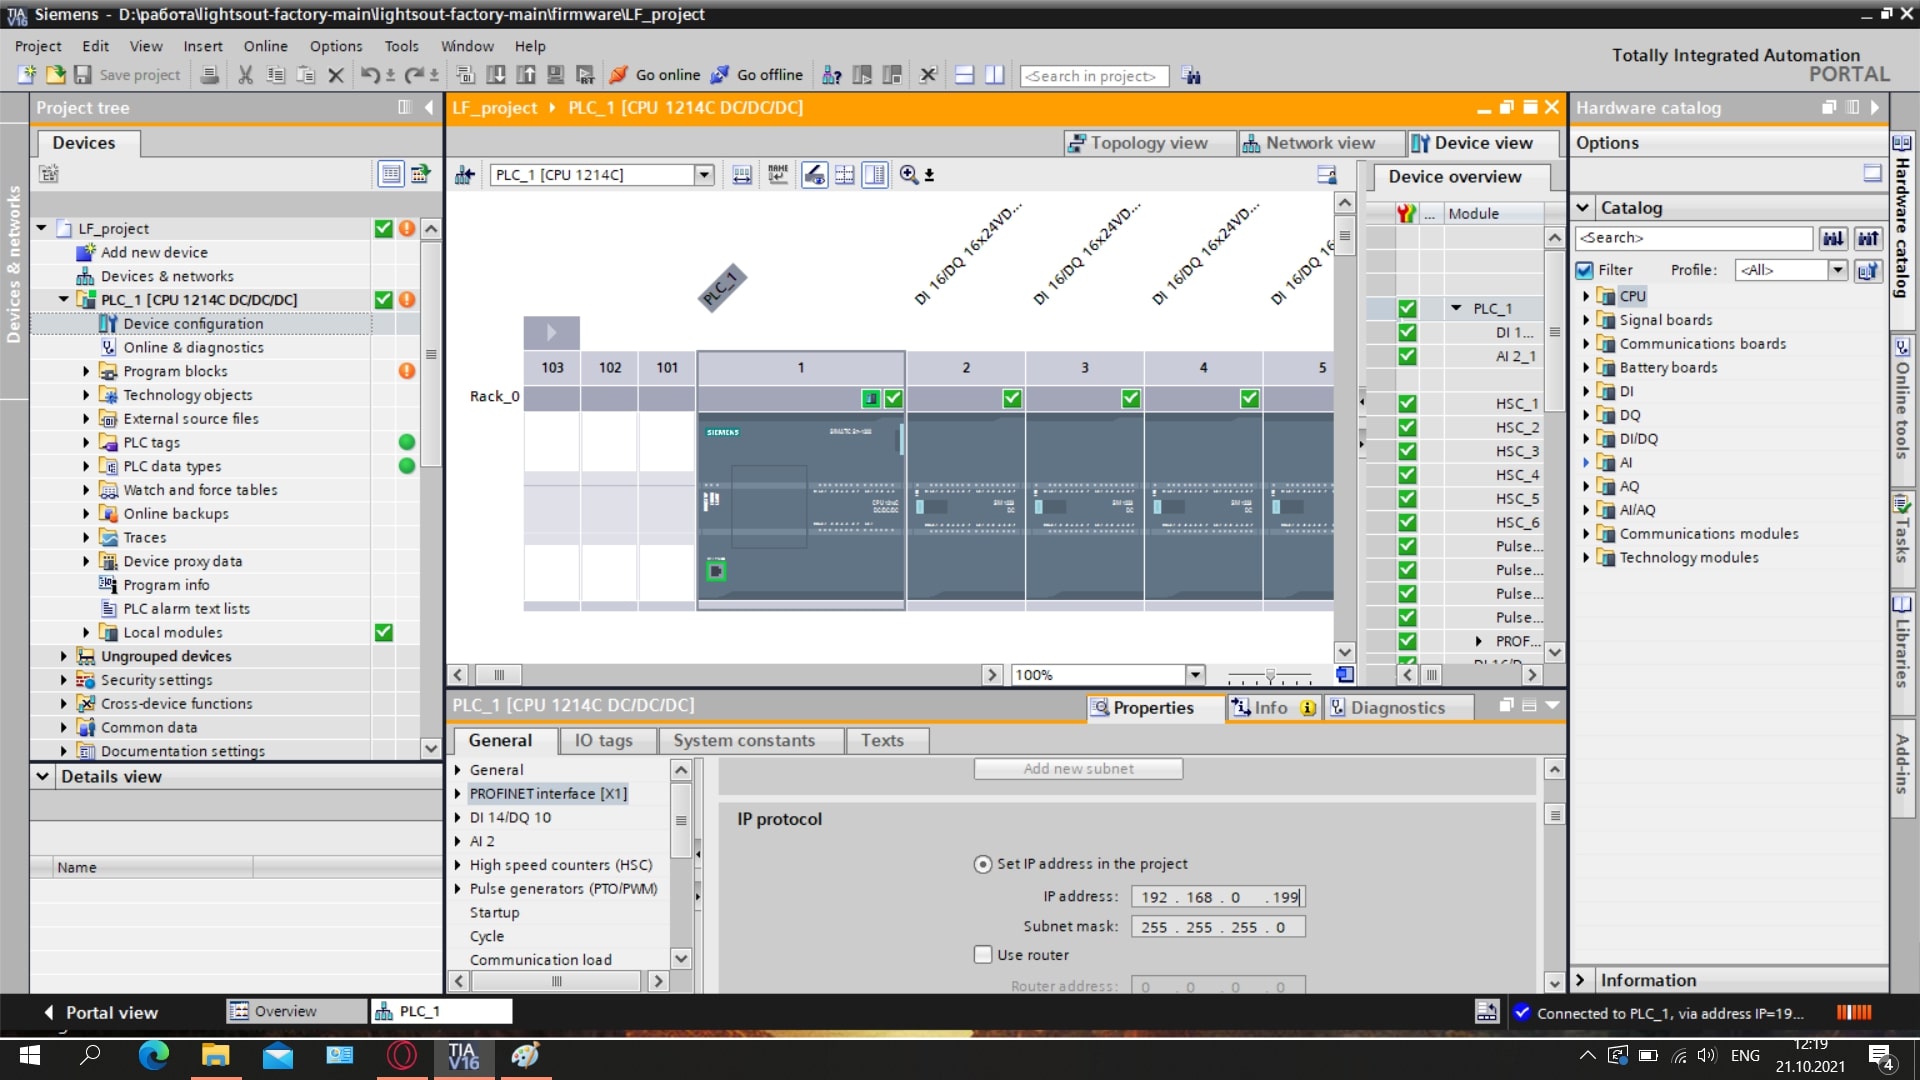 Siemens - D:\работа\lightsout-factory-main\lightsout-factory-main\firmware\LF_project
Project Edit View Insert Online Options Tools Window Help
Totally Integrated Automation
PORTAL
Save project
Go online
Go offline
<Search in project>
Project tree
Devices
Devices & networks
LF_project
Add new device
Devices & networks
PLC_1 [CPU 1214C DC/DC/DC]
Device configuration
Online & diagnostics
Program blocks
Technology objects
External source files
PLC tags
PLC data types
Watch and force tables
Online backups
Traces
Device proxy data
Program info
PLC alarm text lists
Local modules
Ungrouped devices
Security settings
Cross-device functions
Common data
Documentation settings
Details view
Name
LF_project PLC_1 [CPU 1214C DC/DC/DC]
Topology view
Network view
Device view
PLC_1 [CPU 1214C]
PLC_1
DI 16/DQ 16x24VD...
DI 16/DQ 16x24VD...
DI 16/DQ 16x24VD...
DI 16/DQ 16
103 102 101 1 2 3 4 5
Rack_0
SIEMENS
100%
Device overview
... Module
PLC_1
DI 1...
AI 2_1
HSC_1
HSC_2
HSC_3
HSC_4
HSC_5
HSC_6
Pulse...
Pulse...
Pulse...
Pulse...
PROF...
PLC_1 [CPU 1214C DC/DC/DC]
Properties
Info
Diagnostics
General
IO tags
System constants
Texts
General
PROFINET interface [X1]
DI 14/DQ 10
AI 2
High speed counters (HSC)
Pulse generators (PTO/PWM)
Startup
Cycle
Communication load
Add new subnet
IP protocol
Set IP address in the project
IP address: 192 . 168 . 0 . 199
Subnet mask: 255 . 255 . 255 . 0
Use router
Router address: 0 . 0 . 0 . 0
Hardware catalog
Options
Catalog
<Search>
Filter Profile: <All>
CPU
Signal boards
Communications boards
Battery boards
DI
DQ
DI/DQ
AI
AQ
AI/AQ
Communications modules
Technology modules
Information
Hardware catalog
Online tools
Tasks
Libraries
Add-ins
Portal view
Overview
PLC_1
Connected to PLC_1, via address IP=19...
TIA
V16
ENG
12:19
21.10.2021
4